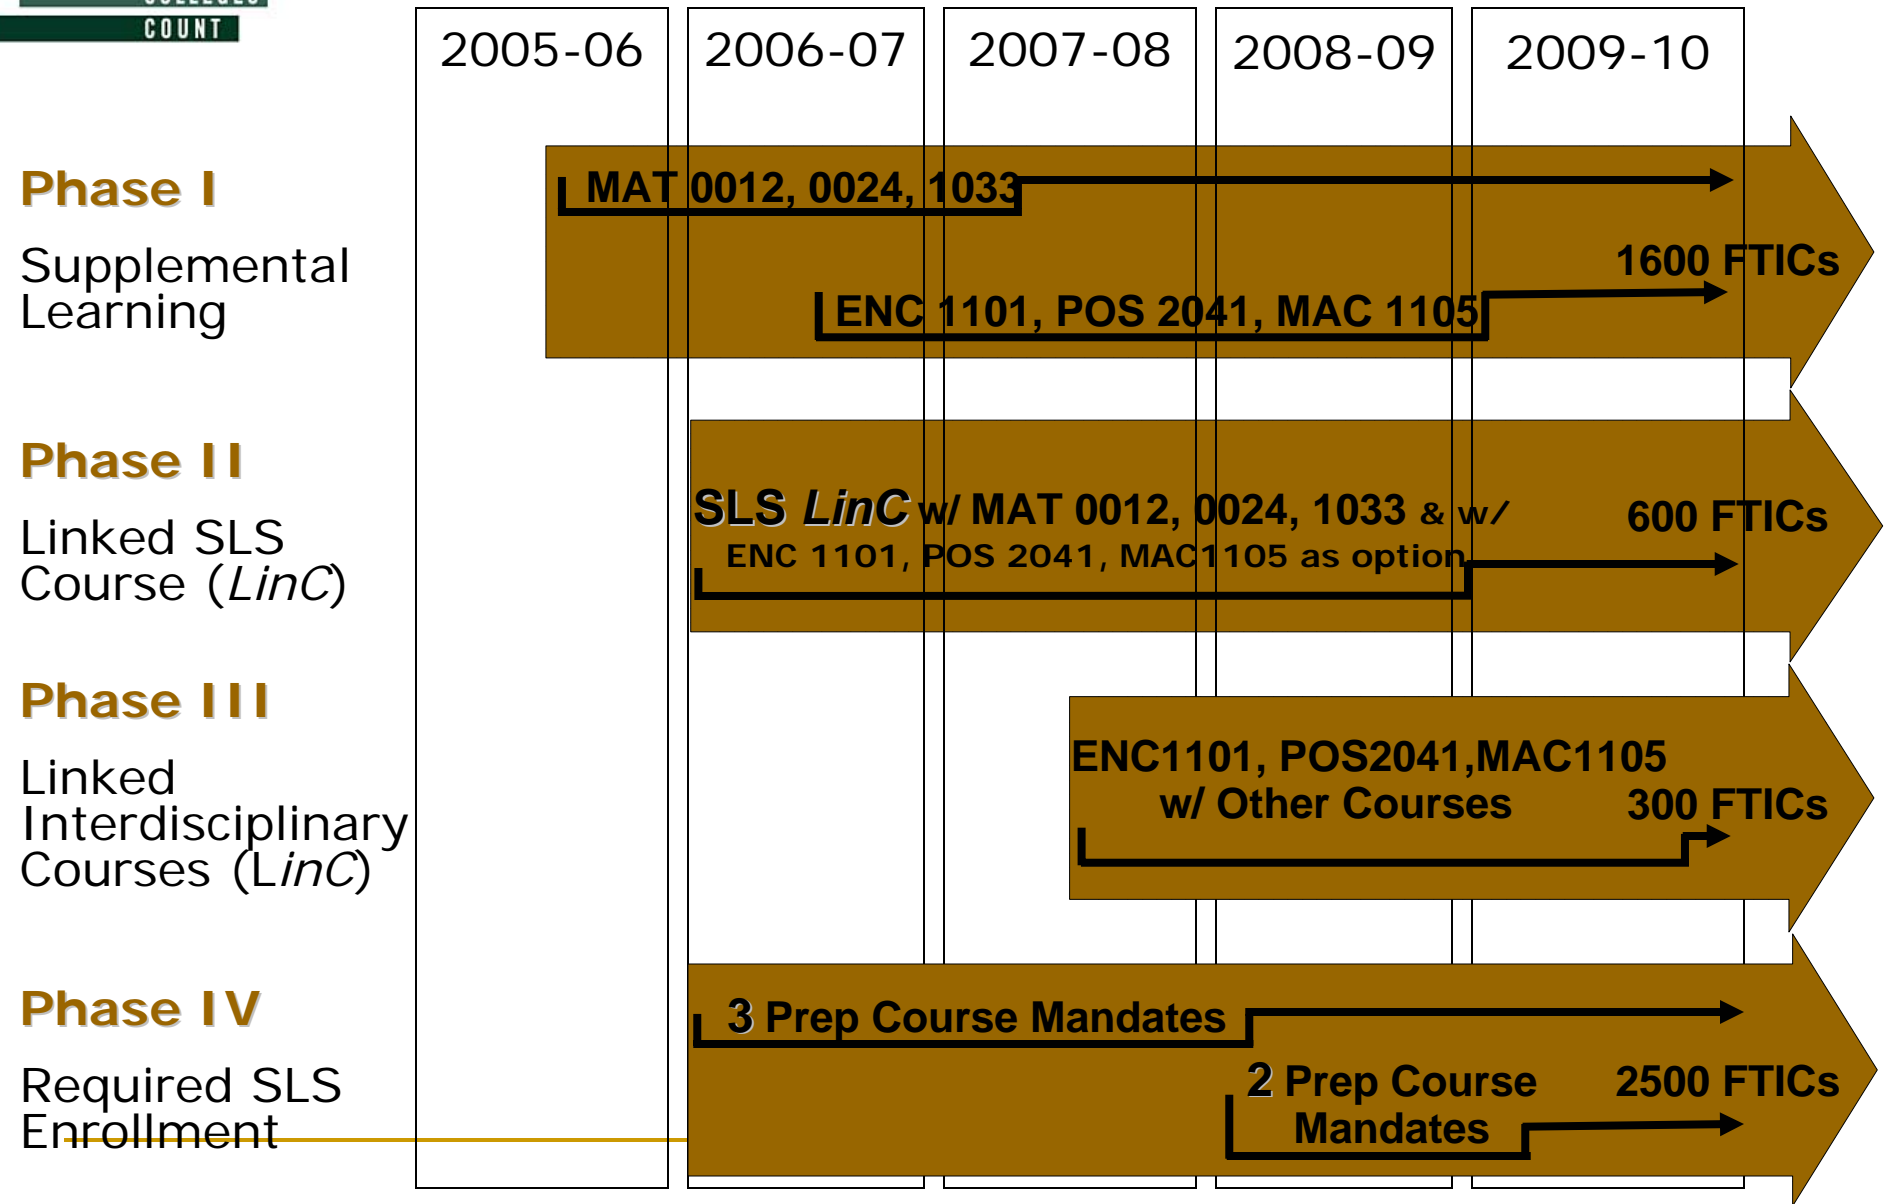 COUNT
2005-06
2006-07
2007-08
2008-09
2009-10
Phase I
Supplemental
Learning
MAT 0012, 0024, 1033
1600 FTICs
ENC 1101, POS 2041, MAC 1105
Phase II
Linked SLS
Course (LinC)
SLS LinC w/ MAT 0012, 0024, 1033 & w/
ENC 1101, POS 2041, MAC1105 as option
600 FTICs
Phase III
Linked
Interdisciplinary
Courses (LinC)
ENC1101, POS2041,MAC1105
w/ Other Courses
300 FTICs
Phase IV
Required SLS
Enrollment
3 Prep Course Mandates
2 Prep Course
Mandates
2500 FTICs